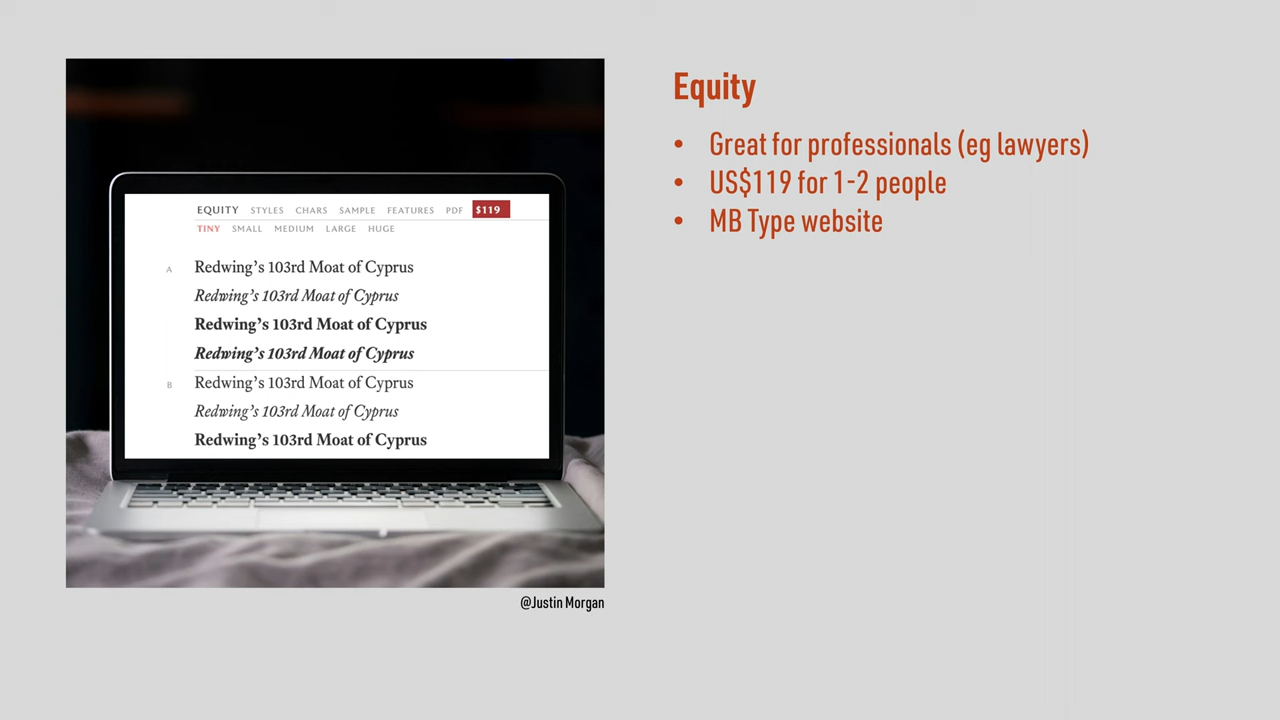 EQUITY STYLES CHARS SAMPLE FEATURES PDF $119
TINY SMALL MEDIUM LARGE HUGE
A Redwing’s 103rd Moat of Cyprus
Redwing’s 103rd Moat of Cyprus
Redwing’s 103rd Moat of Cyprus
Redwing’s 103rd Moat of Cyprus
B Redwing’s 103rd Moat of Cyprus
Redwing’s 103rd Moat of Cyprus
Redwing’s 103rd Moat of Cyprus
@Justin Morgan
Equity
• Great for professionals (eg lawyers)
• US$119 for 1-2 people
• MB Type website